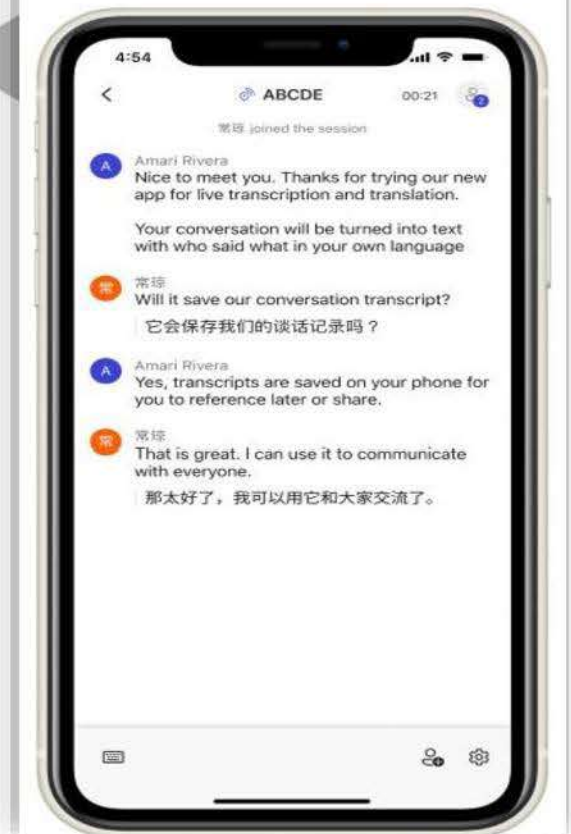 4:54
ABCDE
00:21
2
常琼 joined the session
A
Amari Rivera
Nice to meet you. Thanks for trying our new
app for live transcription and translation.
Your conversation will be turned into text
with who said what in your own language
常
常琼
Will it save our conversation transcript?
它会保存我们的谈话记录吗？
A
Amari Rivera
Yes, transcripts are saved on your phone for
you to reference later or share.
常
常琼
That is great. I can use it to communicate
with everyone.
那太好了，我可以用它和大家交流了。